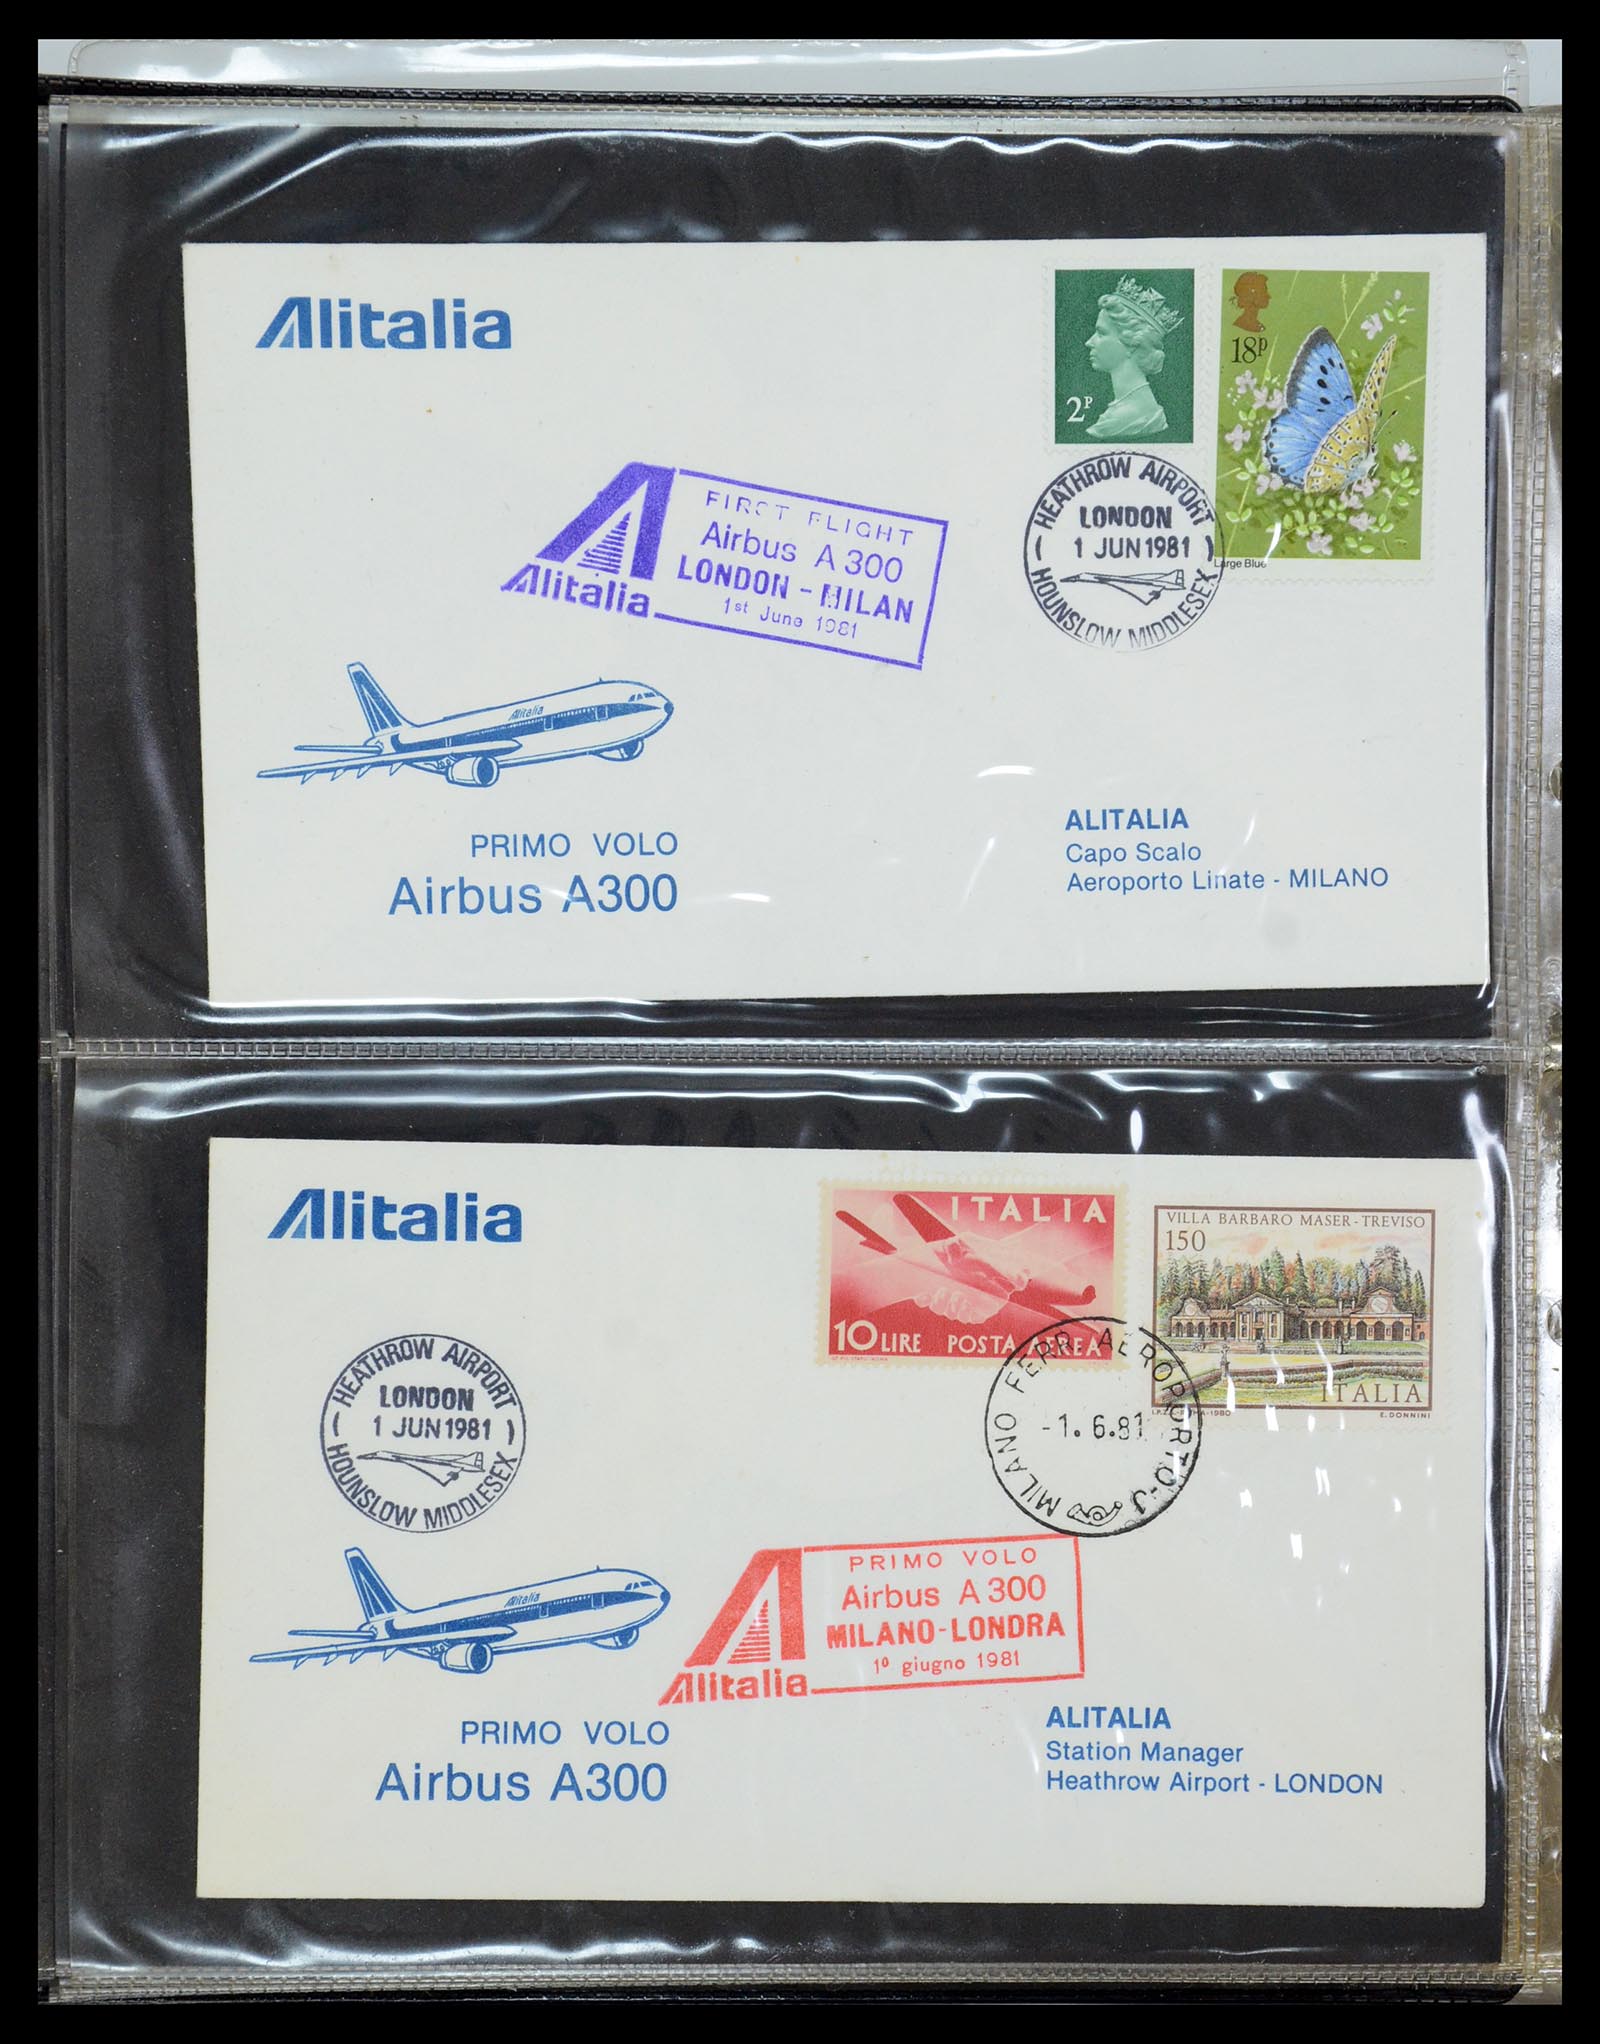 Alitalia
2P
18P
Large Blue
HEATHROW AIRPORT
LONDON
1 JUN 1981
HOUNSLOW MIDDLESEX
FIRST FLIGHT
Airbus A 300
LONDON - MILAN
1st June 1981
Alitalia
Alitalia
PRIMO VOLO
Airbus A300
ALITALIA
Capo Scalo
Aeroporto Linate - MILANO
Alitalia
ITALIA
10 LIRE POSTA AEREA
VILLA BARBARO MASER - TREVISO
150
ITALIA
E. DONNINI
MILANO FERR. AEROPORTO-J
-1.6.81
HEATHROW AIRPORT
LONDON
1 JUN 1981
HOUNSLOW MIDDLESEX
PRIMO VOLO
Airbus A 300
MILANO-LONDRA
1º giugno 1981
Alitalia
Alitalia
PRIMO VOLO
Airbus A300
ALITALIA
Station Manager
Heathrow Airport - LONDON